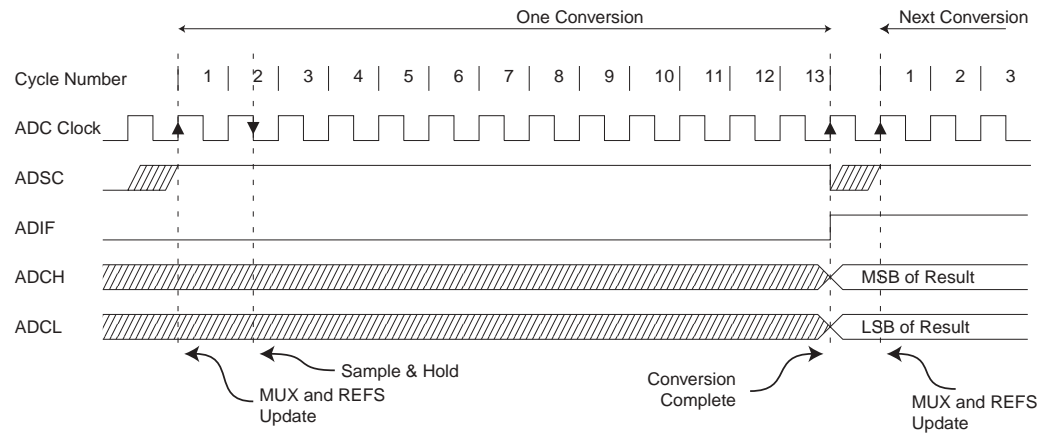 One Conversion
Next Conversion
Cycle Number 1 2 3 4 5 6 7 8 9 10 11 12 13 1 2 3
ADC Clock
ADSC
ADIF
ADCH
MSB of Result
ADCL
LSB of Result
Sample & Hold
MUX and REFS
Update
Conversion
Complete
MUX and REFS
Update